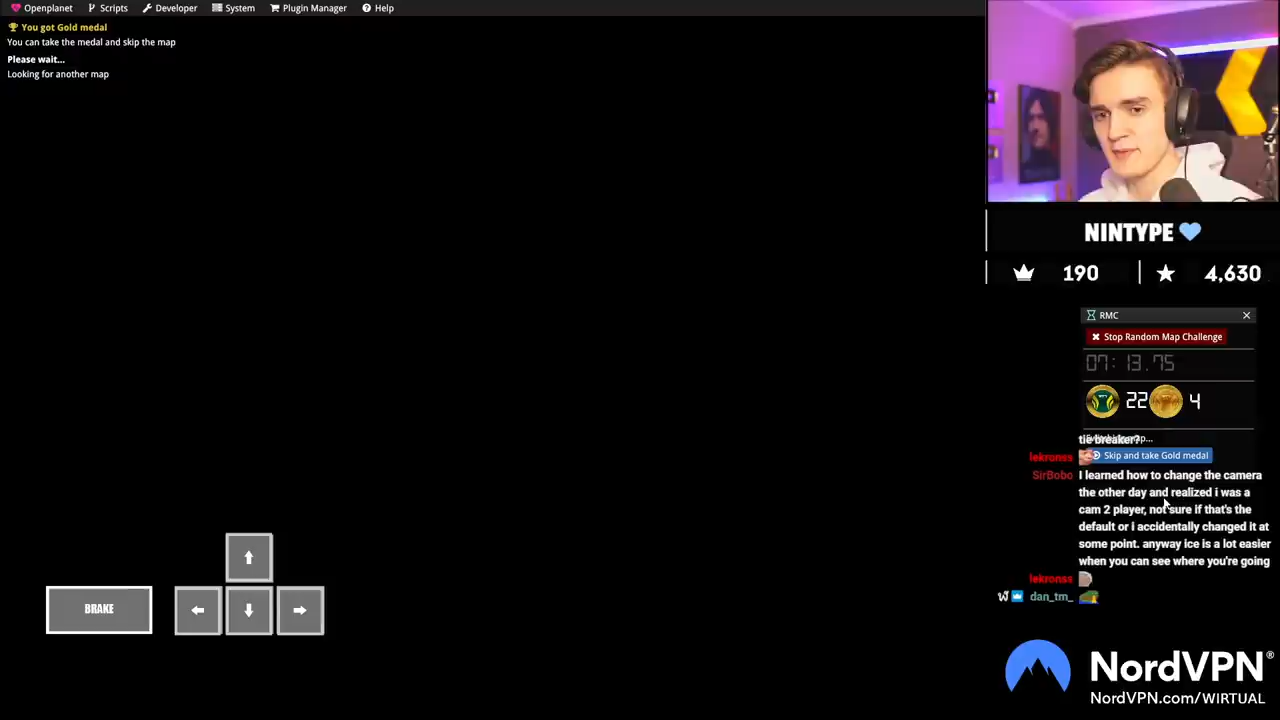 Openplanet Scripts Developer System Plugin Manager Help
You got Gold medal
You can take the medal and skip the map
Please wait...
Looking for another map
NINTYPE
190 4,630
RMC
Stop Random Map Challenge
07:13.75
22 4
tie breaker?
Skip and take Gold medal
lekronss
SirBobo I learned how to change the camera
the other day and realized i was a
cam 2 player, not sure if that's the
default or i accidentally changed it at
some point. anyway ice is a lot easier
when you can see where you're going
lekronss
dan_tm_
BRAKE
NordVPN®
NordVPN.com/WIRTUAL